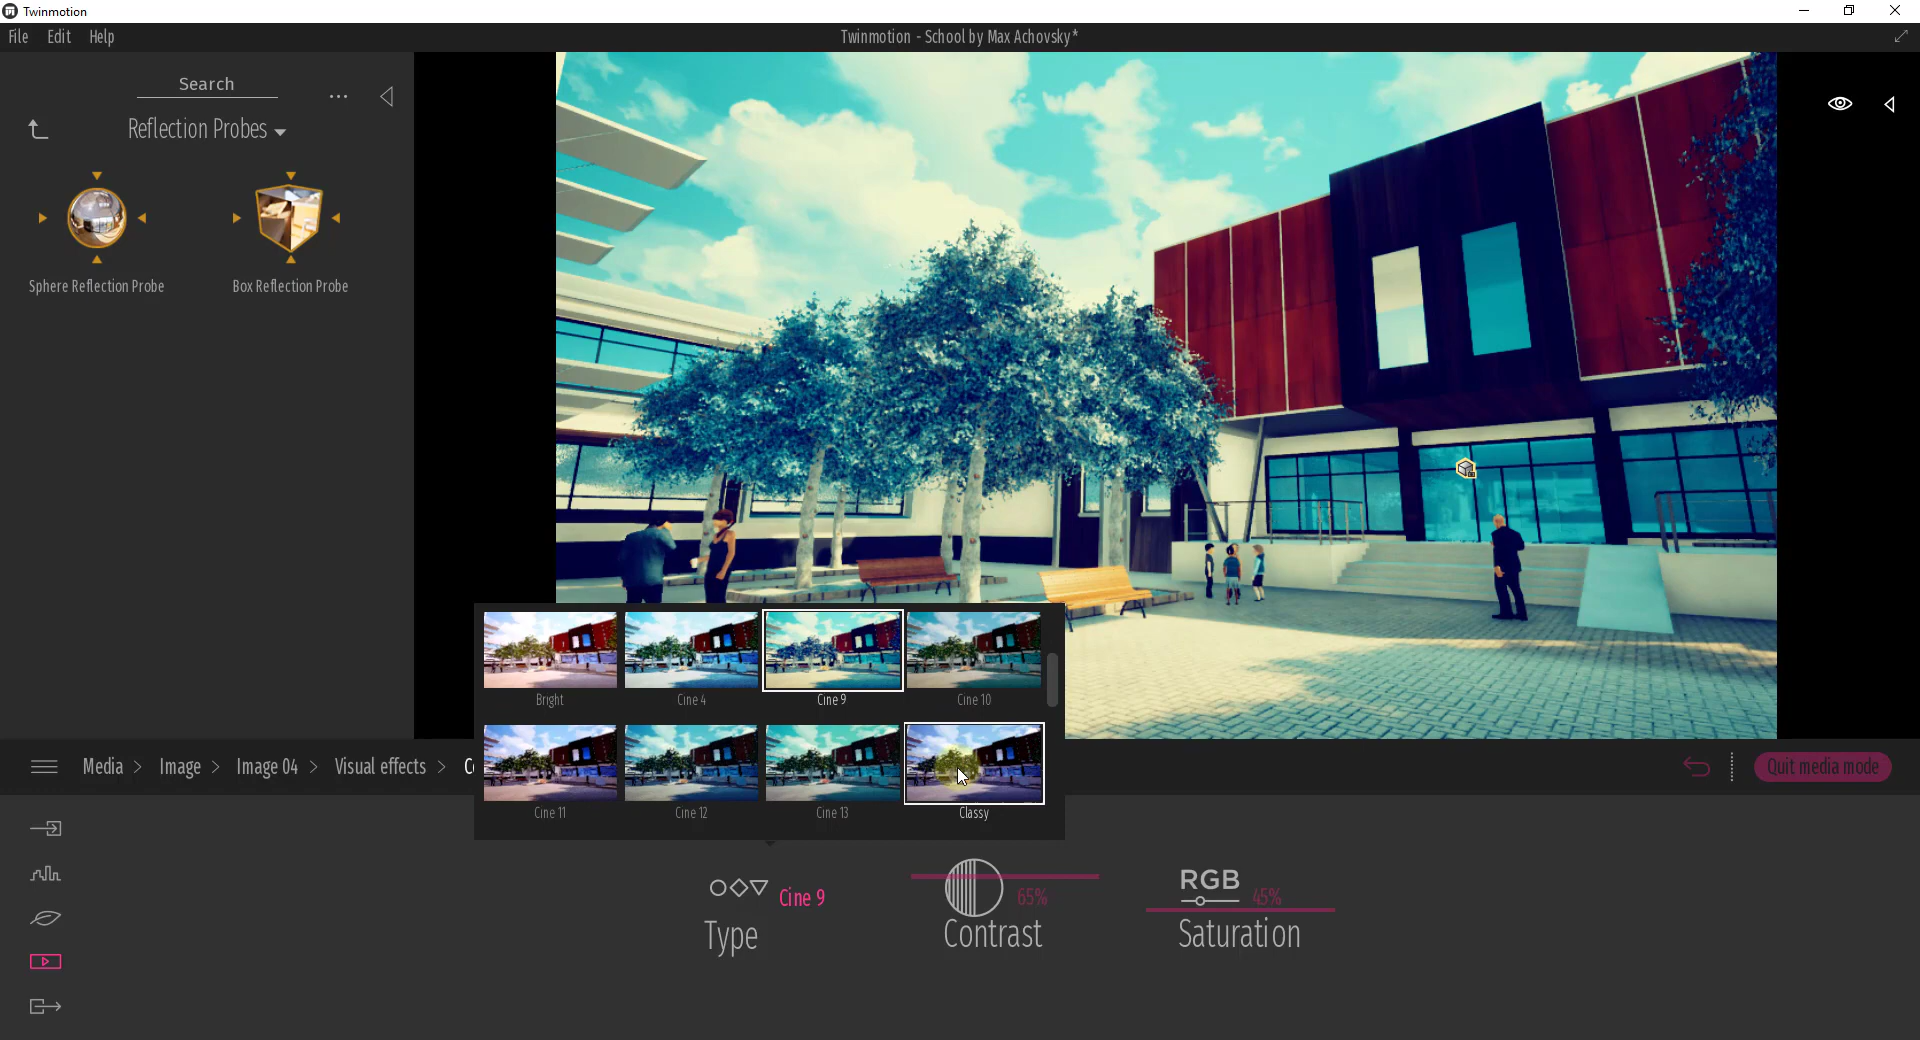 Twinmotion
File Edit Help
Twinmotion - School by Max Achovsky*
Search
...
Reflection Probes
Sphere Reflection Probe
Box Reflection Probe
Bright
Cine 4
Cine 9
Cine 10
Media > Image > Image 04 > Visual effects >
Quit media mode
Cine 11
Cine 12
Cine 13
Classy
Cine 9
Type
65%
Contrast
RGB
45%
Saturation